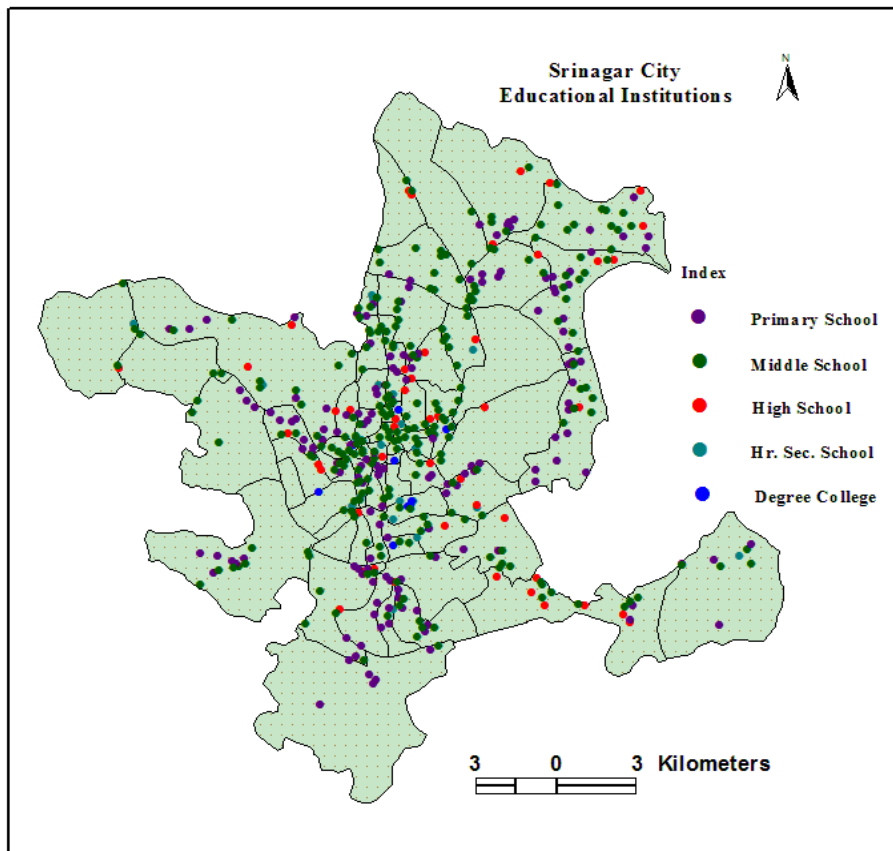 N
Srinagar City
Educational Institutions
Index
Primary School
Middle School
High School
Hr. Sec. School
Degree College
3 0 3 Kilometers